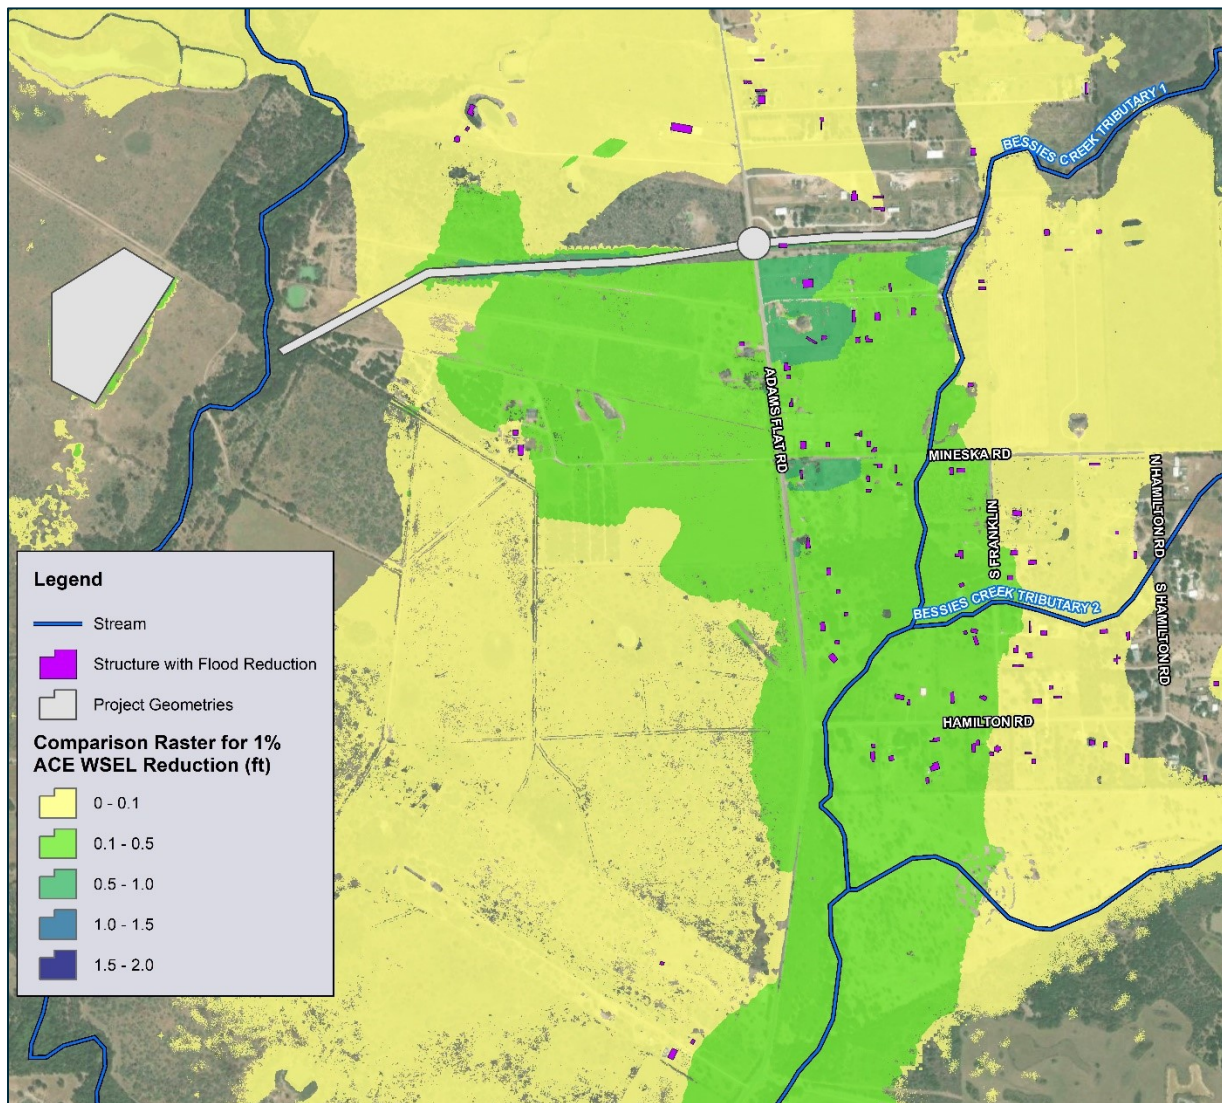 BESSIES CREEK TRIBUTARY 1
ADAMS FLAT RD
MINESKA RD
S FRANKLIN
N HAMILTON RD
S HAMILTON RD
BESSIES CREEK TRIBUTARY 2
HAMILTON RD
Legend
Stream
Structure with Flood Reduction
Project Geometries
Comparison Raster for 1%
ACE WSEL Reduction (ft)
0 - 0.1
0.1 - 0.5
0.5 - 1.0
1.0 - 1.5
1.5 - 2.0